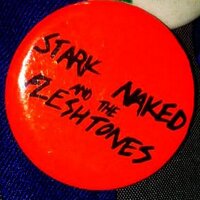 STARK NAKED
AND THE
FLESHTONES